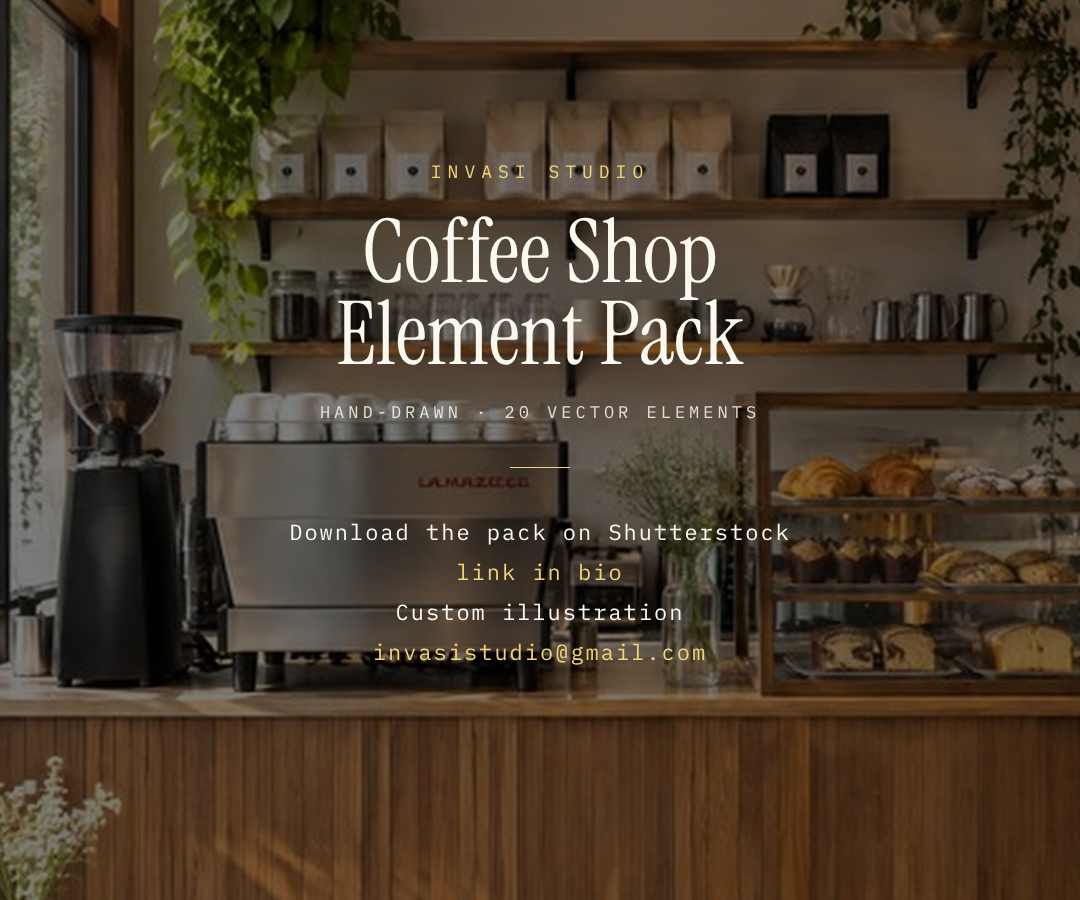 INVASI STUDIO
Coffee Shop
Element Pack
HAND-DRAWN · 20 VECTOR ELEMENTS
LAMAZOCCO
Download the pack on Shutterstock
link in bio
Custom illustration
invasistudio@gmail.com